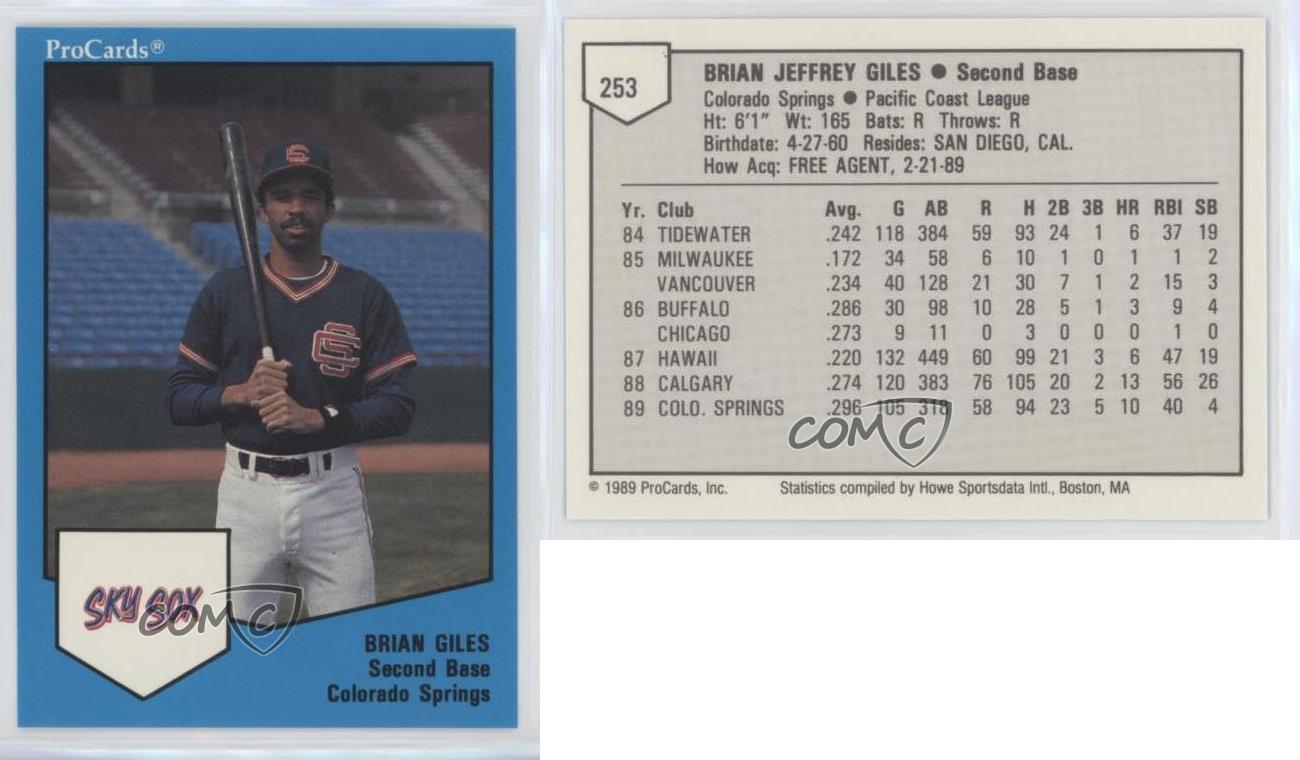 ProCards®
SC
SC
SKY SOX
COMC
BRIAN GILES
Second Base
Colorado Springs
253
BRIAN JEFFREY GILES ● Second Base
Colorado Springs ● Pacific Coast League
Ht: 6'1" Wt: 165 Bats: R Throws: R
Birthdate: 4-27-60 Resides: SAN DIEGO, CAL.
How Acq: FREE AGENT, 2-21-89
Yr. Club Avg. G AB R H 2B 3B HR RBI SB
84 TIDEWATER .242 118 384 59 93 24 1 6 37 19
85 MILWAUKEE .172 34 58 6 10 1 0 1 1 2
VANCOUVER .234 40 128 21 30 7 1 2 15 3
86 BUFFALO .286 30 98 10 28 5 1 3 9 4
CHICAGO .273 9 11 0 3 0 0 0 1 0
87 HAWAII .220 132 449 60 99 21 3 6 47 19
88 CALGARY .274 120 383 76 105 20 2 13 56 26
89 COLO. SPRINGS .296 105 318 58 94 23 5 10 40 4
COMC
© 1989 ProCards, Inc. Statistics compiled by Howe Sportsdata Intl., Boston, MA